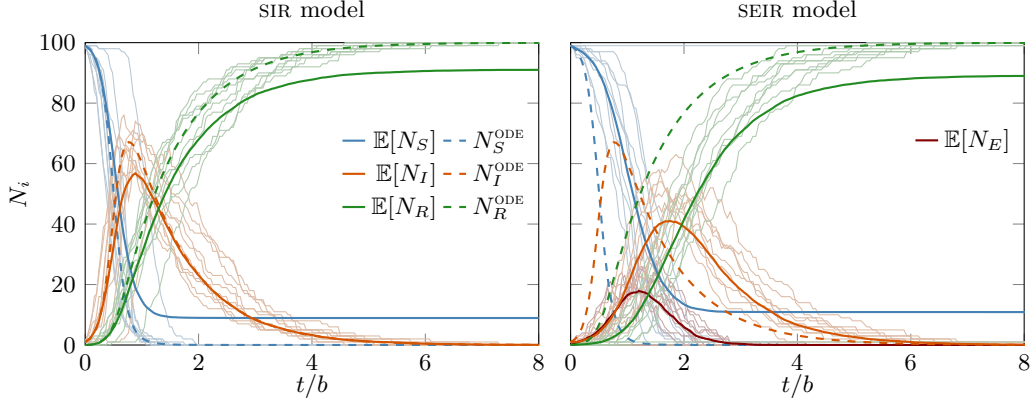 SIR model
SEIR model
100
80
60
40
20
0
N_i
𝔼[N_S] N_S^ODE
𝔼[N_I] N_I^ODE
𝔼[N_R] N_R^ODE
𝔼[N_E]
0 2 4 6 8
0 2 4 6 8
t/b
t/b